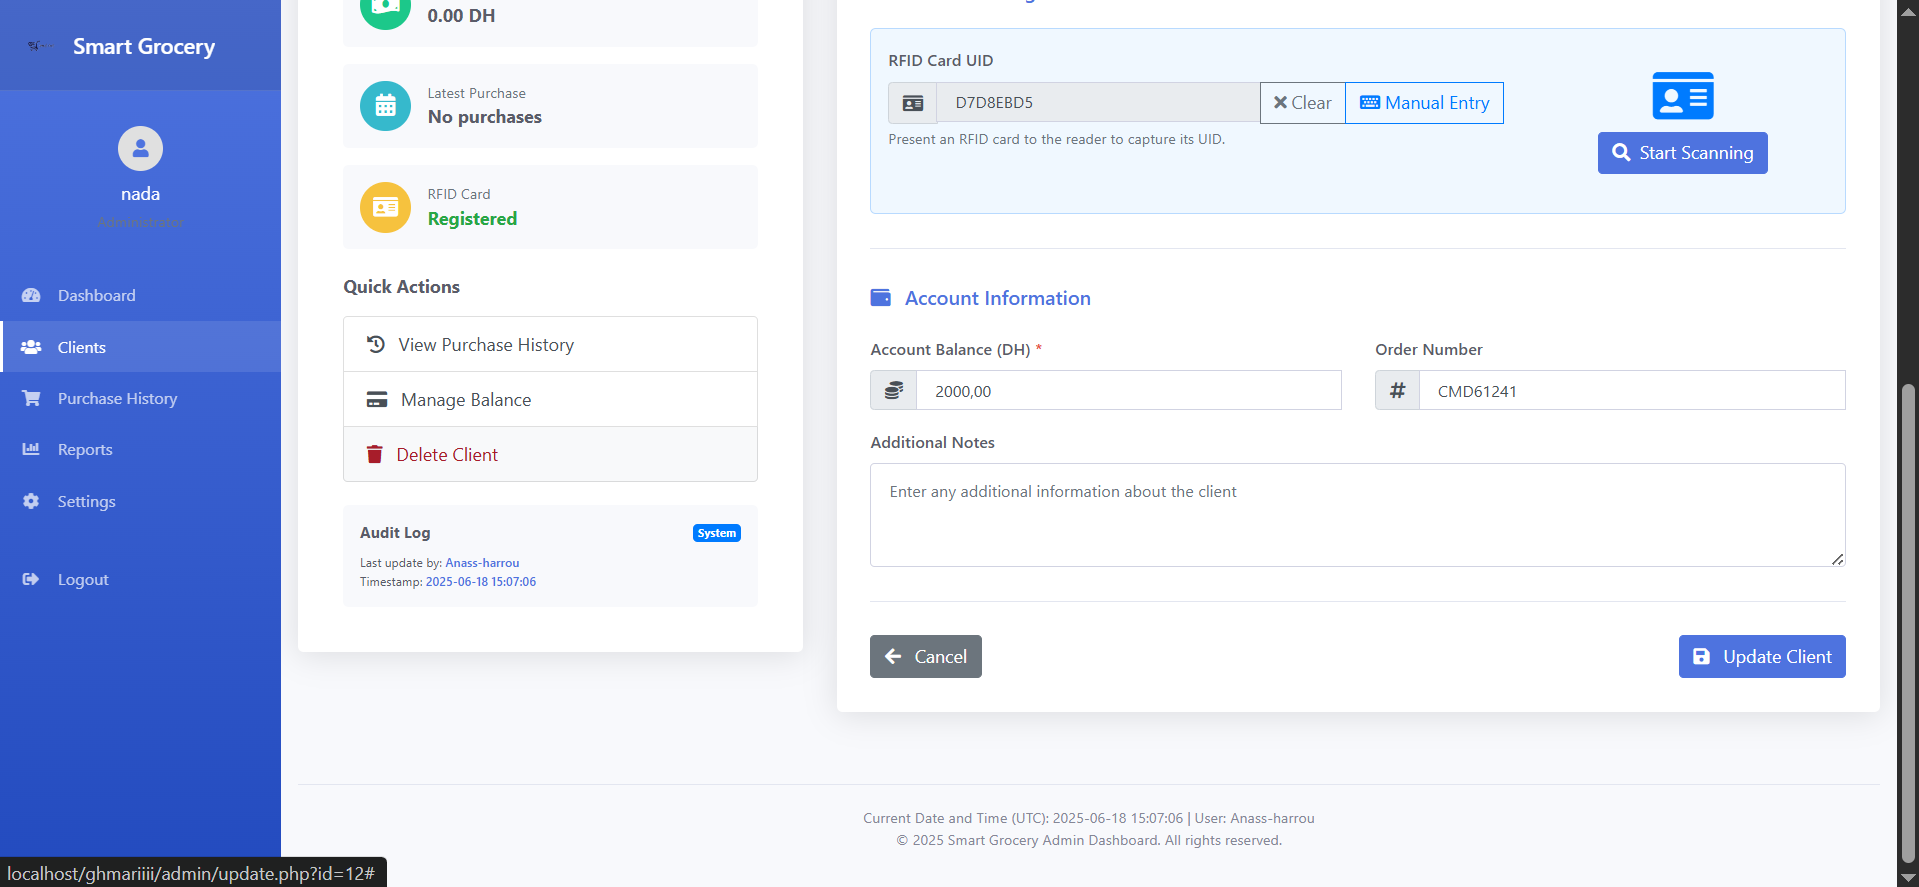 Smart Grocery
nada
Administrator
Dashboard
Clients
Purchase History
Reports
Settings
Logout
0.00 DH
Latest Purchase
No purchases
RFID Card
Registered
Quick Actions
View Purchase History
Manage Balance
Delete Client
Audit Log System
Last update by: Anass-harrou
Timestamp: 2025-06-18 15:07:06
RFID Card UID
D7D8EBD5 Clear Manual Entry
Present an RFID card to the reader to capture its UID.
Start Scanning
Account Information
Account Balance (DH) * Order Number
2000,00 # CMD61241
Additional Notes
Enter any additional information about the client
Cancel Update Client
Current Date and Time (UTC): 2025-06-18 15:07:06 | User: Anass-harrou
© 2025 Smart Grocery Admin Dashboard. All rights reserved.
localhost/ghmariiii/admin/update.php?id=12#